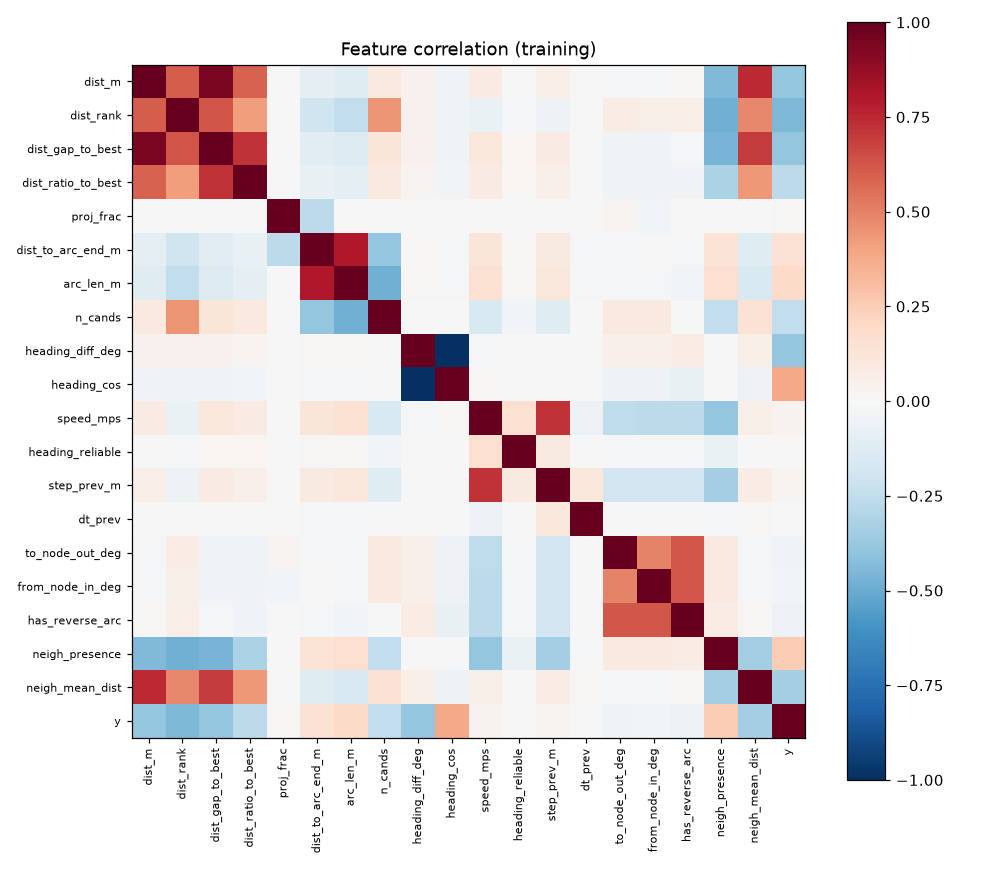 Feature correlation (training)
dist_m
dist_rank
dist_gap_to_best
dist_ratio_to_best
proj_frac
dist_to_arc_end_m
arc_len_m
n_cands
heading_diff_deg
heading_cos
speed_mps
heading_reliable
step_prev_m
dt_prev
to_node_out_deg
from_node_in_deg
has_reverse_arc
neigh_presence
neigh_mean_dist
y
dist_m
dist_rank
dist_gap_to_best
dist_ratio_to_best
proj_frac
dist_to_arc_end_m
arc_len_m
n_cands
heading_diff_deg
heading_cos
speed_mps
heading_reliable
step_prev_m
dt_prev
to_node_out_deg
from_node_in_deg
has_reverse_arc
neigh_presence
neigh_mean_dist
y
1.00
0.75
0.50
0.25
0.00
−0.25
−0.50
−0.75
−1.00